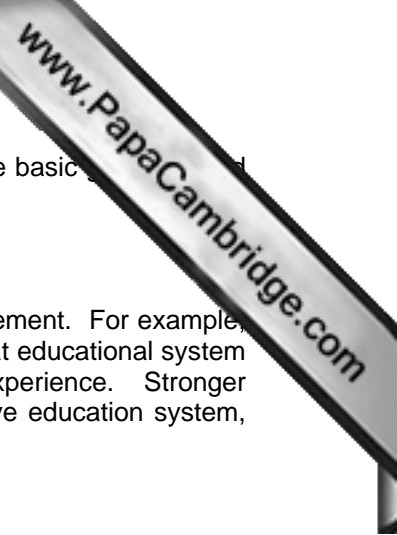 www.PapaCambridge.com
e basic
ement. For example,
t educational system
xperience. Stronger
ve education system,